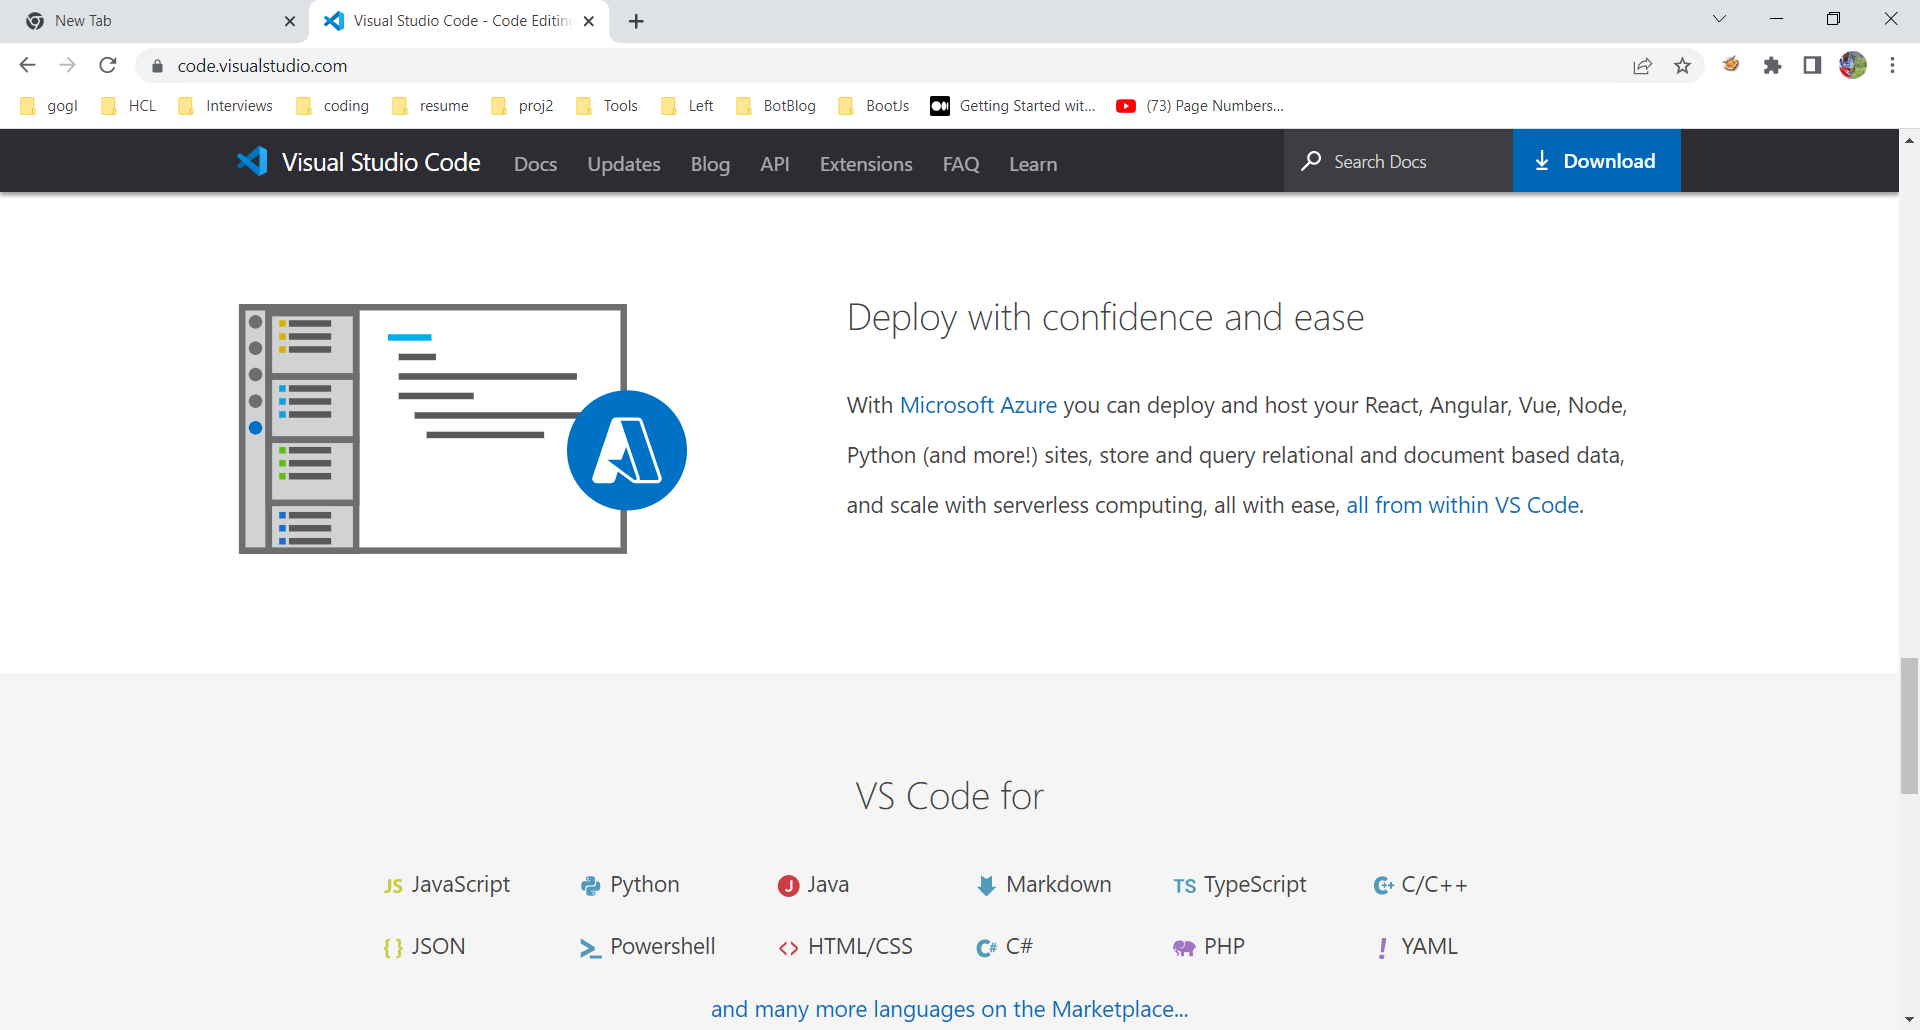 New Tab
Visual Studio Code - Code Editing
code.visualstudio.com
gogl HCL Interviews coding resume proj2 Tools Left BotBlog BootJs Getting Started wit... (73) Page Numbers...
Visual Studio Code Docs Updates Blog API Extensions FAQ Learn Search Docs Download
Deploy with confidence and ease
With Microsoft Azure you can deploy and host your React, Angular, Vue, Node,
Python (and more!) sites, store and query relational and document based data,
and scale with serverless computing, all with ease, all from within VS Code.
VS Code for
JS JavaScript Python J Java Markdown TS TypeScript C/C++
{} JSON Powershell <> HTML/CSS C# C# PHP ! YAML
and many more languages on the Marketplace...